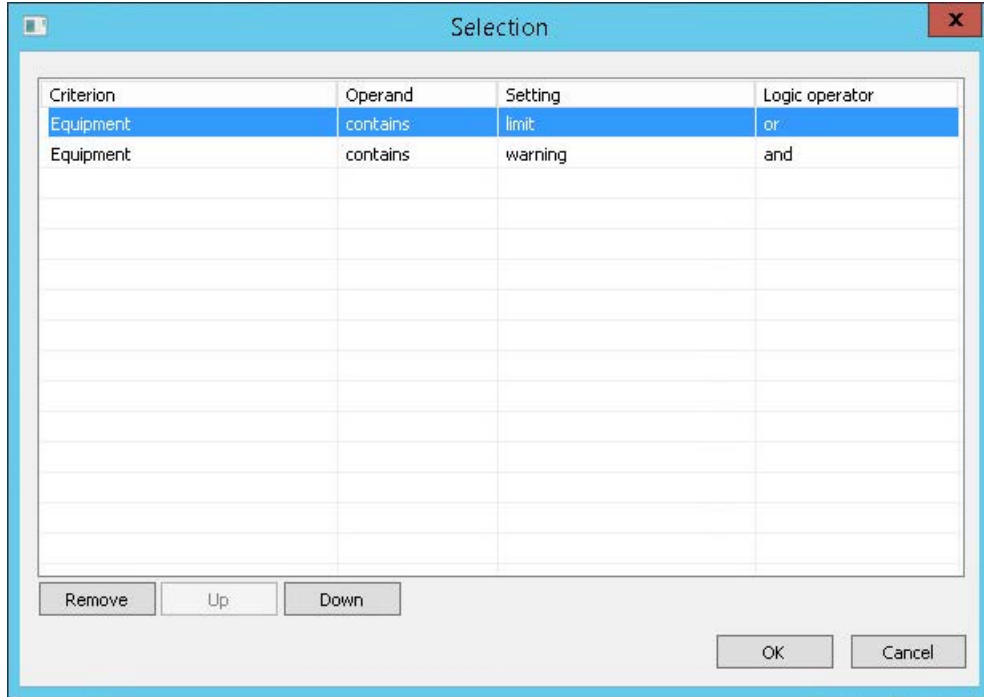 Selection
x
Criterion Operand Setting Logic operator
Equipment contains limit or
Equipment contains warning and
Remove Up Down
OK Cancel